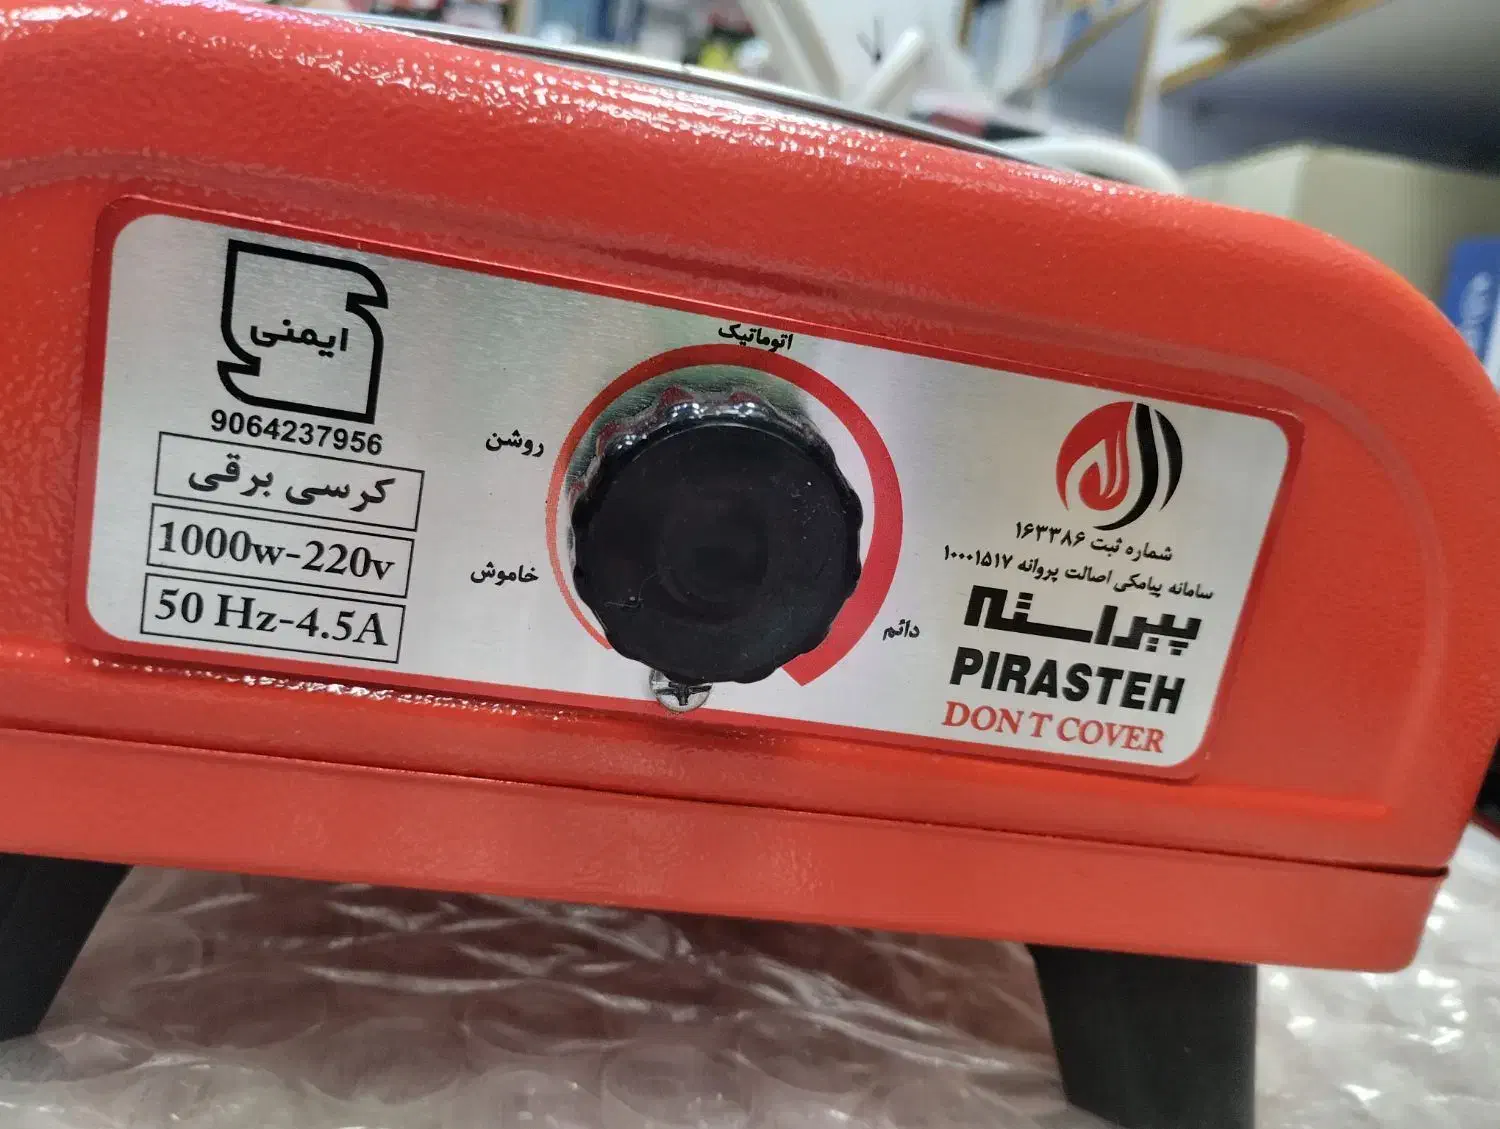 ایمنی
9064237956
کرسی برقی
1000w-220v
50 Hz-4.5A
اتوماتیک
روشن
خاموش
دائم
شماره ثبت ۱۶۳۳۸۶
سامانه پیامکی اصالت پروانه ۱۰۰۰۱۵۱۷
پیراسته
PIRASTEH
DON T COVER